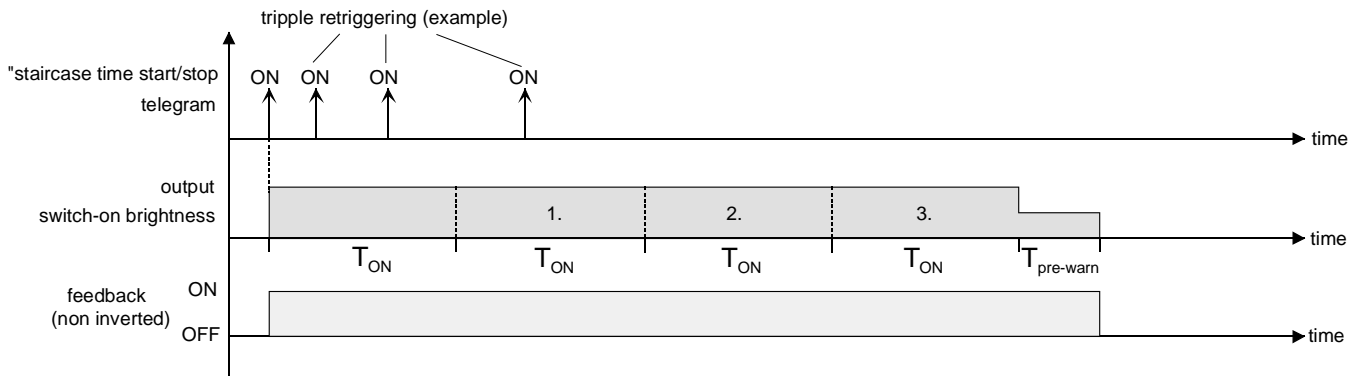 tripple retriggering (example)
"staircase time start/stop
telegram
ON ON ON ON
time
output
switch-on brightness
1. 2. 3.
time
TON TON TON TON Tpre-warn
feedback
(non inverted)
ON
OFF
time